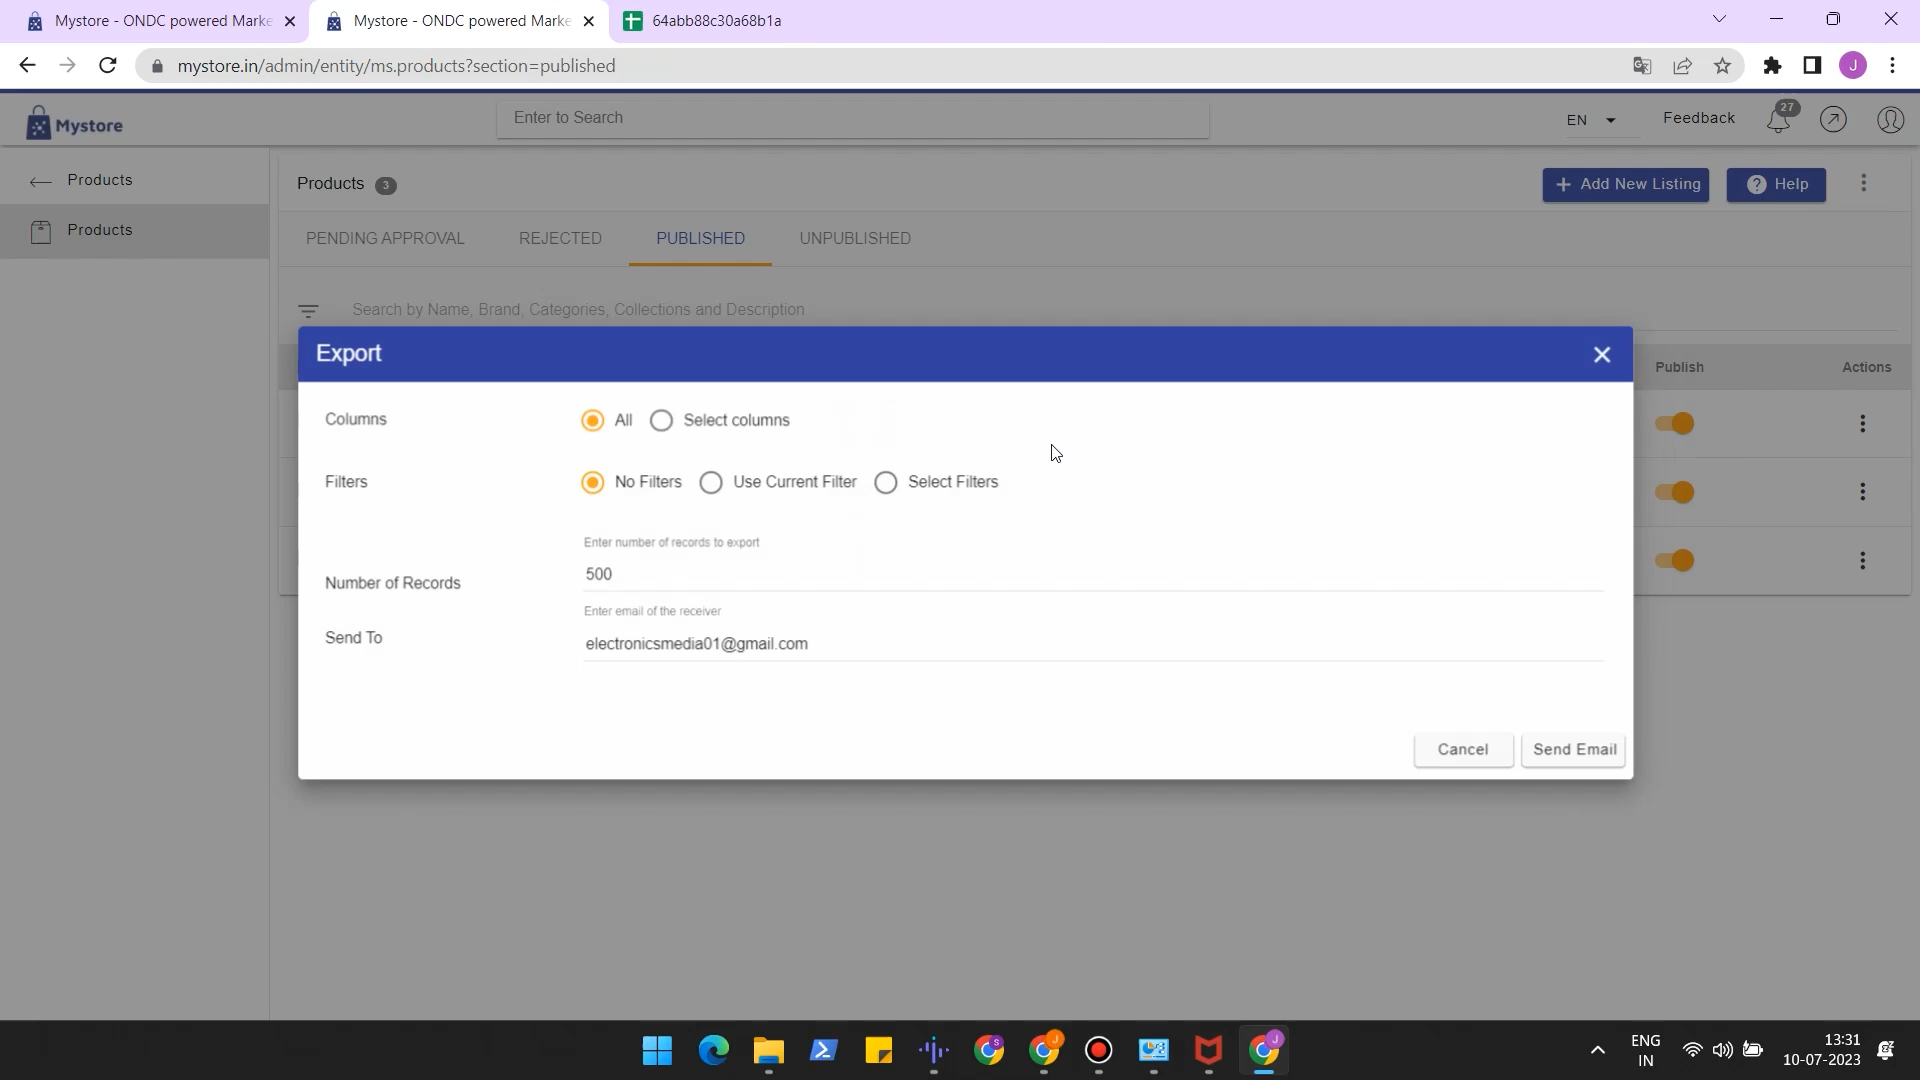 Mystore - ONDC powered Marke
Mystore - ONDC powered Marke
64abb88c30a68b1a
mystore.in/admin/entity/ms.products?section=published
J
Mystore
Enter to Search
EN
Feedback
27
Products
Products
Products 3
+ Add New Listing
? Help
PENDING APPROVAL
REJECTED
PUBLISHED
UNPUBLISHED
Search by Name, Brand, Categories, Collections and Description
Export
Publish
Actions
Columns
All
Select columns
Filters
No Filters
Use Current Filter
Select Filters
Enter number of records to export
Number of Records
500
Enter email of the receiver
Send To
electronicsmedia01@gmail.com
Cancel
Send Email
S
J
J
ENG
IN
13:31
10-07-2023